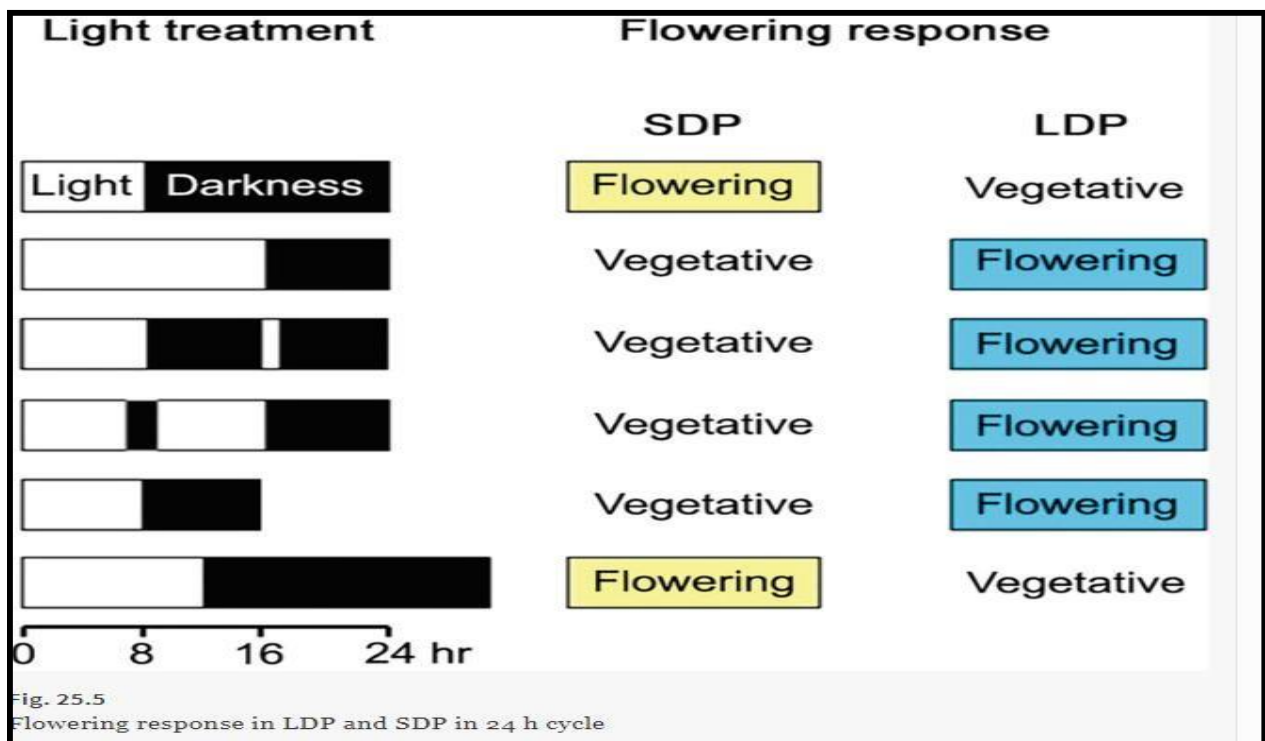 Light treatment Flowering response
SDP LDP
Light Darkness Flowering Vegetative
Vegetative Flowering
Vegetative Flowering
Vegetative Flowering
Vegetative Flowering
Flowering Vegetative
0 8 16 24 hr
Fig. 25.5
Flowering response in LDP and SDP in 24 h cycle